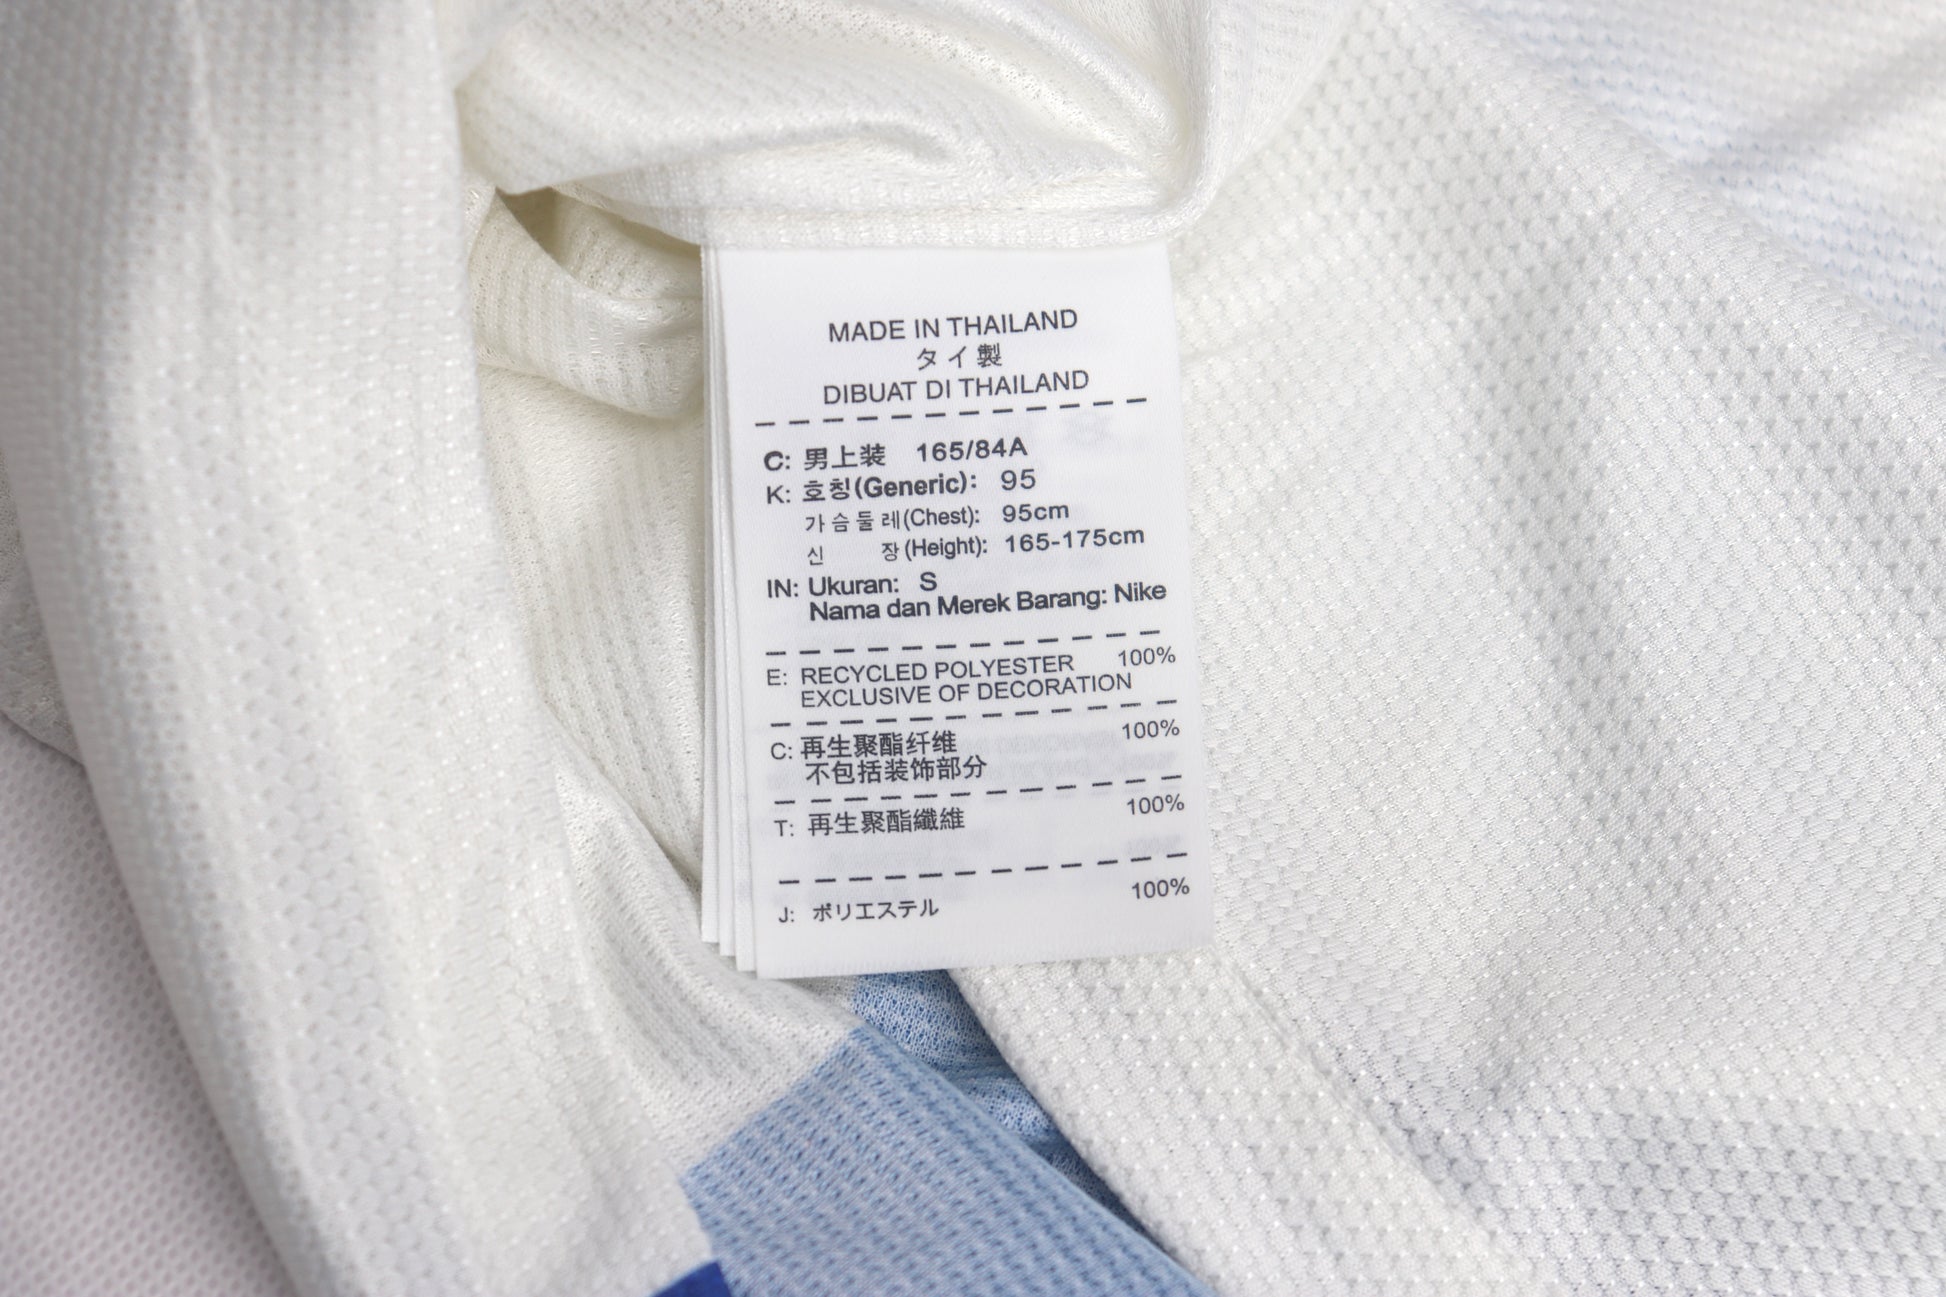 MADE IN THAILAND
タイ製
DIBUAT DI THAILAND
C: 男上装 165/84A
K: 호칭(Generic): 95
가슴둘레(Chest): 95cm
신 장(Height): 165-175cm
IN: Ukuran: S
Nama dan Merek Barang: Nike
E: RECYCLED POLYESTER 100%
EXCLUSIVE OF DECORATION
C: 再生聚酯纤维 100%
不包括装饰部分
T: 再生聚酯纖維 100%
J: ポリエステル 100%